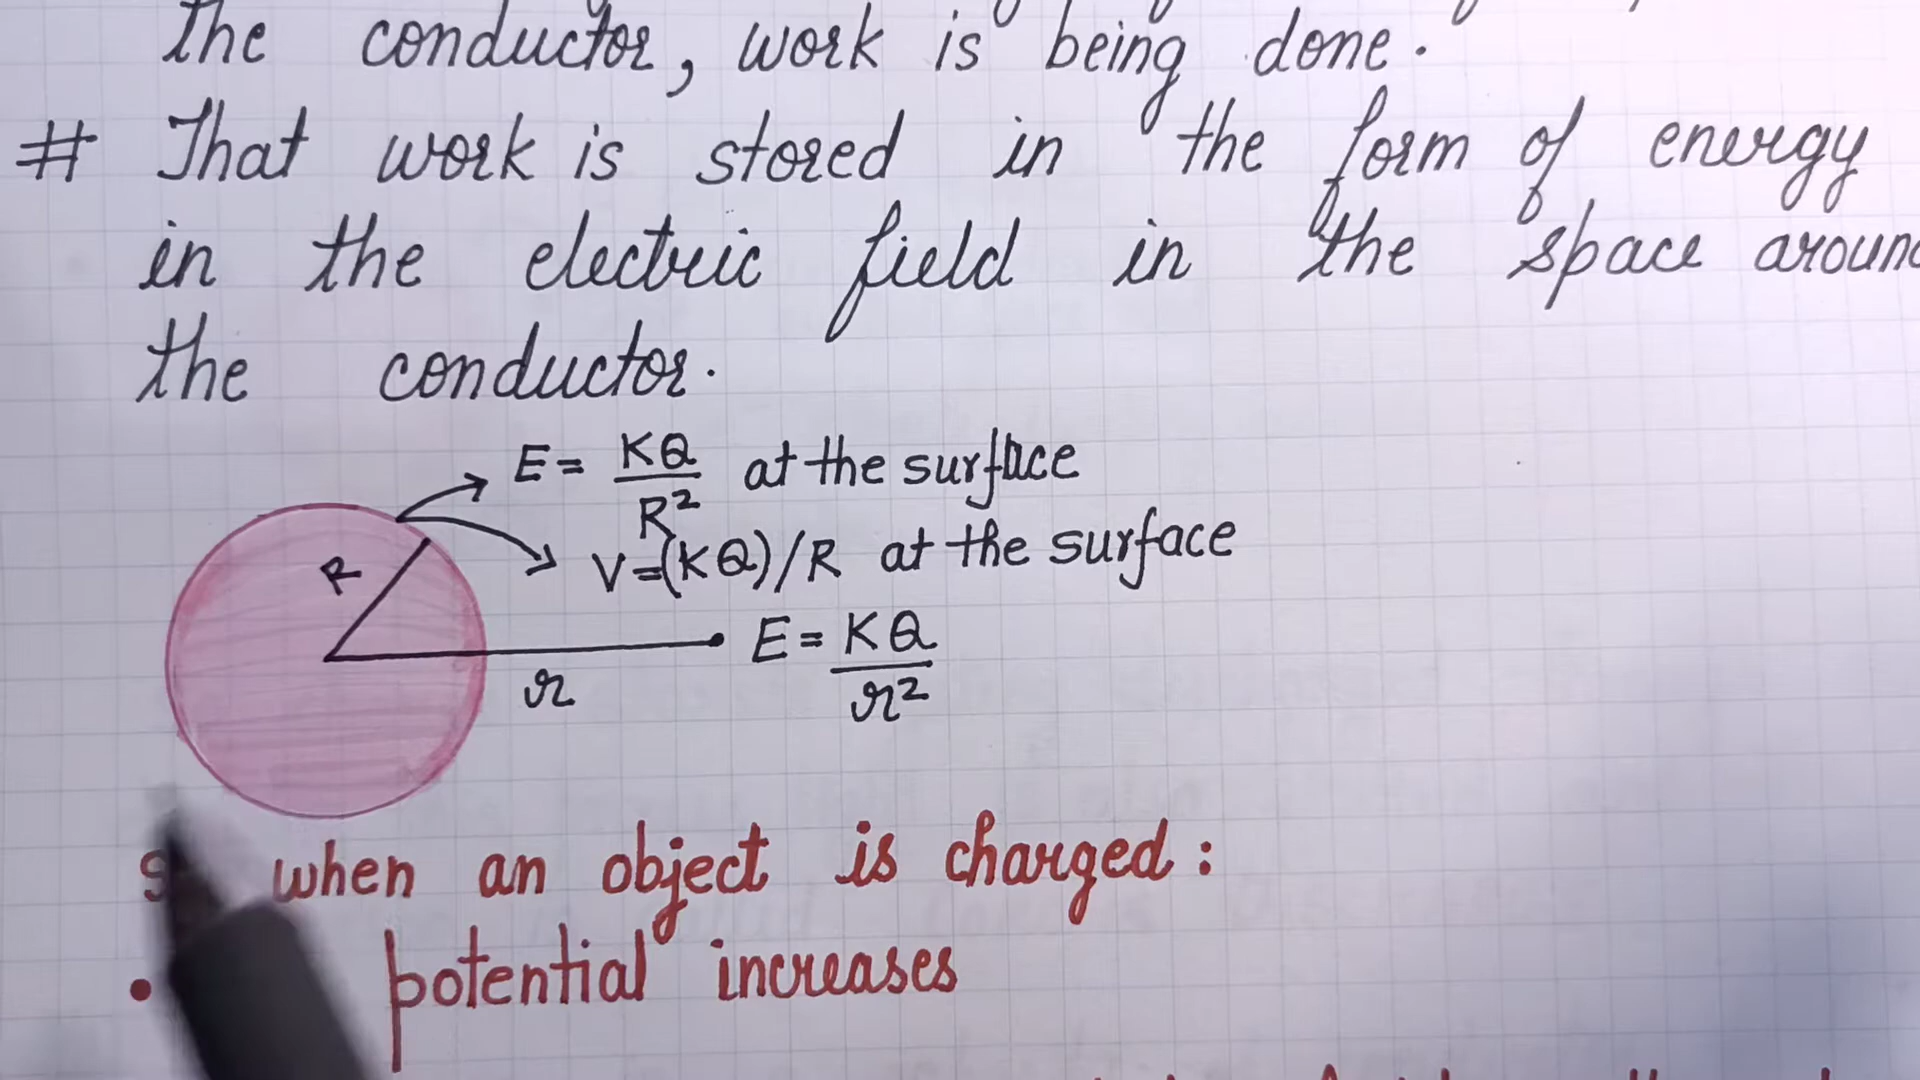 the conductor, work is being done.
# That work is stored in the form of energy
in the electric field in the space around
the conductor.
E = KQ/R² at the surface
V=(KQ)/R at the surface
R
r
E = KQ/r²
when an object is charged :
• potential increases